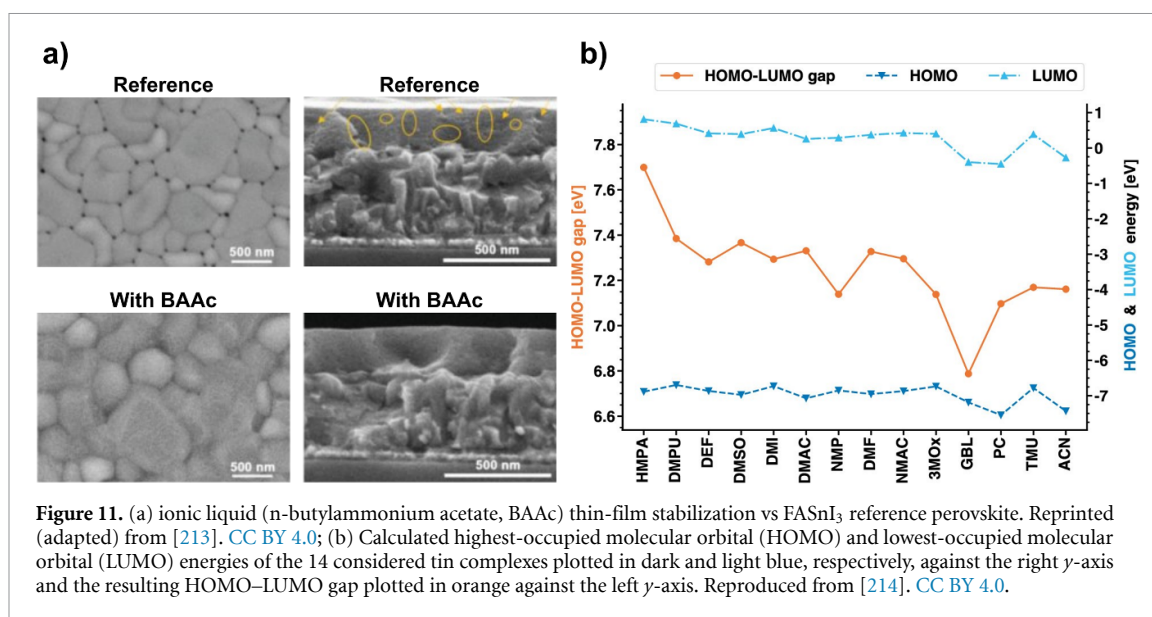 a)
Reference
Reference
500 nm
500 nm
With BAAc
With BAAc
500 nm
500 nm
b)
HOMO-LUMO gap HOMO LUMO
HOMO-LUMO gap [eV]
7.8
7.6
7.4
7.2
7.0
6.8
6.6
1
0
-1
-2
-3
-4
-5
-6
-7
HOMO & LUMO energy [eV]
HMPA DMPU DEF DMSO DMI DMAC NMP DMF NMAC 3MOx GBL PC TMU ACN
Figure 11. (a) ionic liquid (n-butylammonium acetate, BAAc) thin-film stabilization vs FASnI₃ reference perovskite. Reprinted
(adapted) from [213]. CC BY 4.0; (b) Calculated highest-occupied molecular orbital (HOMO) and lowest-occupied molecular
orbital (LUMO) energies of the 14 considered tin complexes plotted in dark and light blue, respectively, against the right y-axis
and the resulting HOMO–LUMO gap plotted in orange against the left y-axis. Reproduced from [214]. CC BY 4.0.